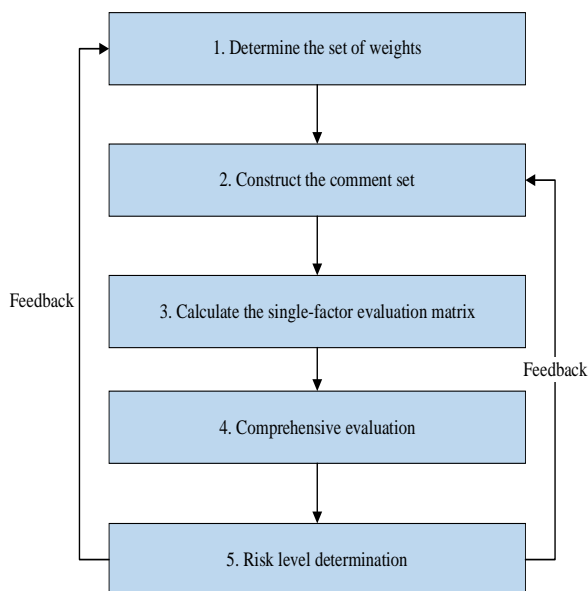 1. Determine the set of weights
2. Construct the comment set
3. Calculate the single-factor evaluation matrix
Feedback
Feedback
4. Comprehensive evaluation
5. Risk level determination